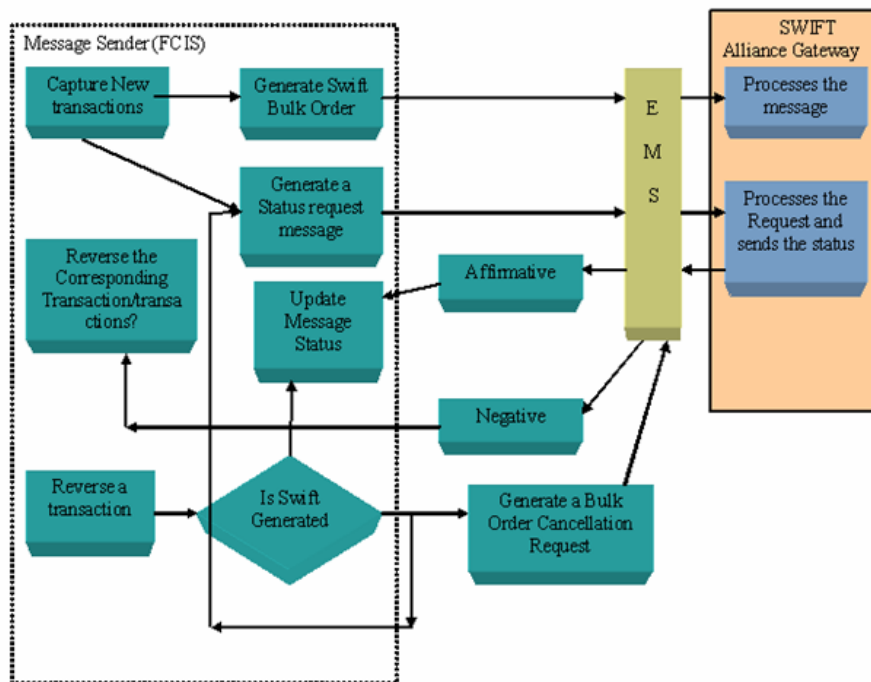 Message Sender (FCIS)
SWIFT
Alliance Gateway
Capture New
transactions
Generate Swift
Bulk Order
E
M
S
Processes the
message
Generate a
Status request
message
Processes the
Request and
sends the status
Reverse the
Corresponding
Transaction/transa
ctions?
Affirmative
Update
Message
Status
Negative
Reverse a
transaction
Is Swift
Generated
Generate a Bulk
Order Cancellation
Request